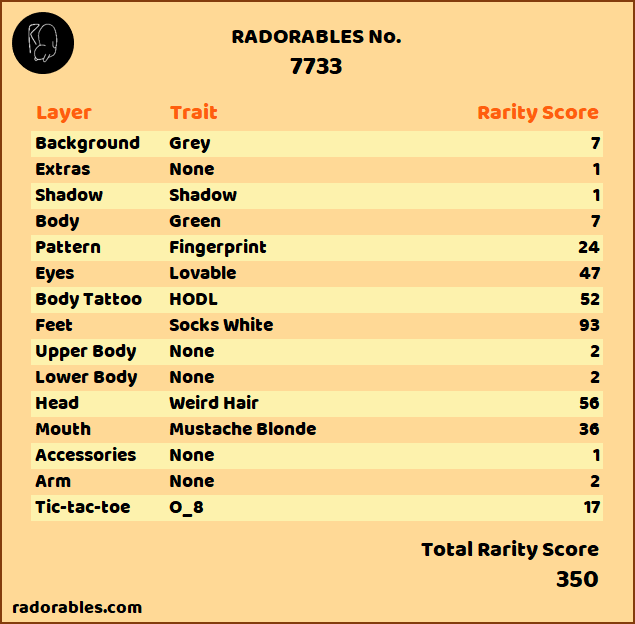 RADORABLES No.
7733
Layer Trait Rarity Score
Background Grey 7
Extras None 1
Shadow Shadow 1
Body Green 7
Pattern Fingerprint 24
Eyes Lovable 47
Body Tattoo HODL 52
Feet Socks White 93
Upper Body None 2
Lower Body None 2
Head Weird Hair 56
Mouth Mustache Blonde 36
Accessories None 1
Arm None 2
Tic-tac-toe O_8 17
Total Rarity Score
350
radorables.com